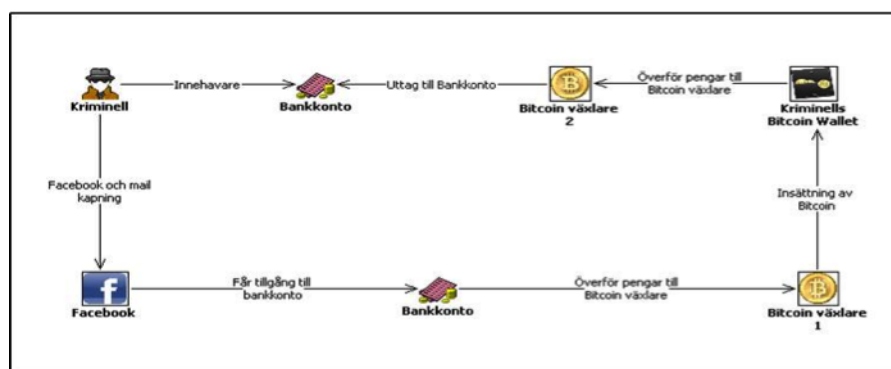 Kriminell
Innehavare
Bankkonto
Uttag till Bankkonto
Bitcoin växlare
2
Överför pengar till
Bitcoin växlare
Kriminells
Bitcoin Wallet
Facebook och mail
kapning
Insättning av
Bitcoin
Facebook
Får tillgång till
bankkonto
Bankkonto
Överför pengar till
Bitcoin växlare
Bitcoin växlare
1